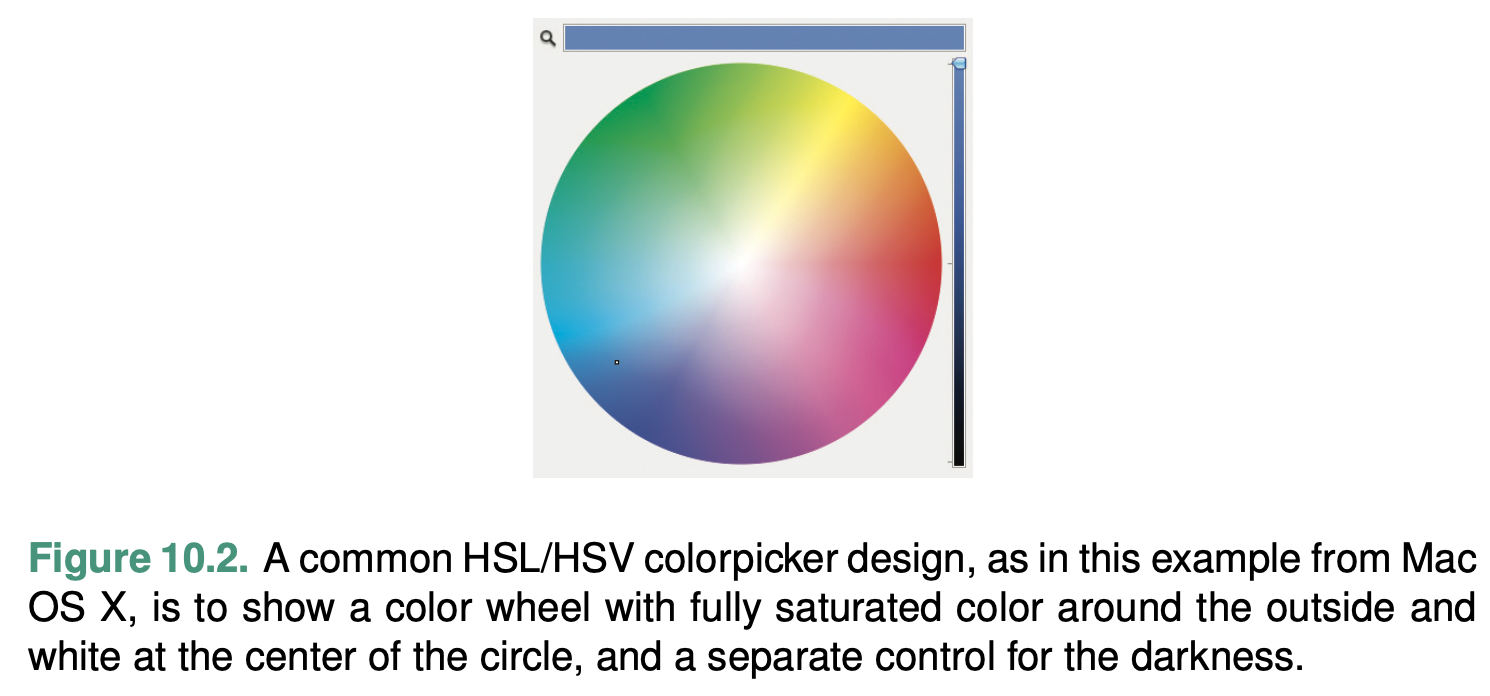 Figure 10.2. A common HSL/HSV colorpicker design, as in this example from Mac
OS X, is to show a color wheel with fully saturated color around the outside and
white at the center of the circle, and a separate control for the darkness.